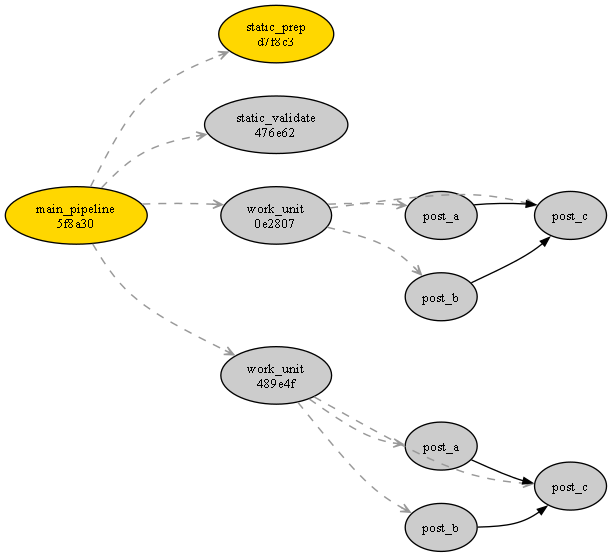 static_prep
d7f8c3
static_validate
476e62
main_pipeline
5f8a30
work_unit
0e2807
post_a
post_c
post_b
work_unit
489e4f
post_a
post_c
post_b